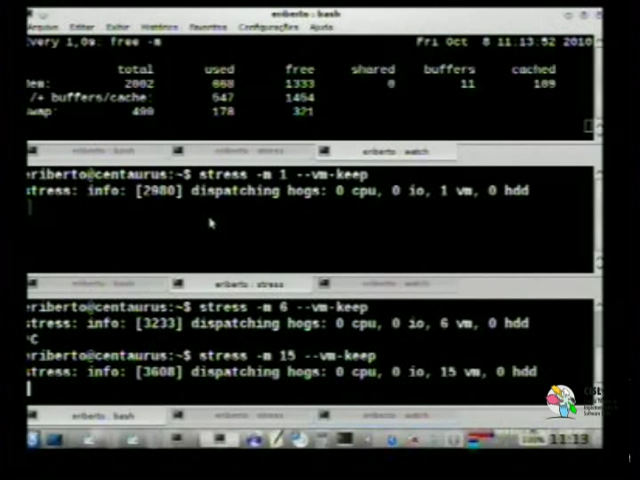 eriberto : bash
Arquivo Editar Exibir Histórico Favoritos Configurações Ajuda
Every 1,0s: free -m Fri Oct 8 11:13:52 2010
total used free shared buffers cached
Mem: 2002 668 1333 0 11 109
-/+ buffers/cache: 547 1454
Swap: 499 178 321
eriberto : bash eriberto : stress eriberto : watch
eriberto@centaurus:~$ stress -m 1 --vm-keep
stress: info: [2980] dispatching hogs: 0 cpu, 0 io, 1 vm, 0 hdd
eriberto : bash eriberto : stress eriberto : watch
eriberto@centaurus:~$ stress -m 6 --vm-keep
stress: info: [3233] dispatching hogs: 0 cpu, 0 io, 6 vm, 0 hdd
^C
eriberto@centaurus:~$ stress -m 15 --vm-keep
stress: info: [3608] dispatching hogs: 0 cpu, 0 io, 15 vm, 0 hdd
eriberto : bash eriberto : stress eriberto : watch
100% 11:13